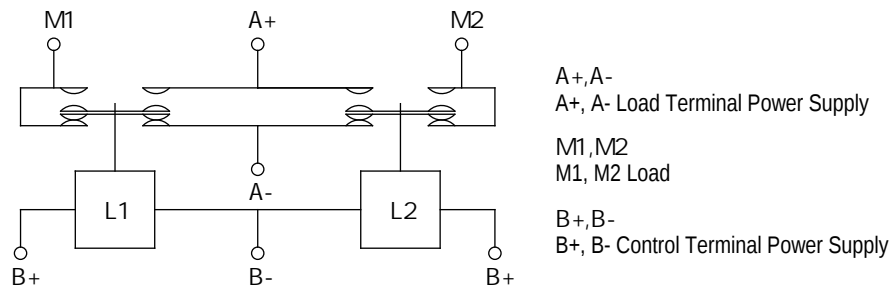 M1
A+
M2
A+,A-
A+, A- Load Terminal Power Supply
M1,M2
M1, M2 Load
A-
L1
L2
B+,B-
B+, B- Control Terminal Power Supply
B+
B-
B+